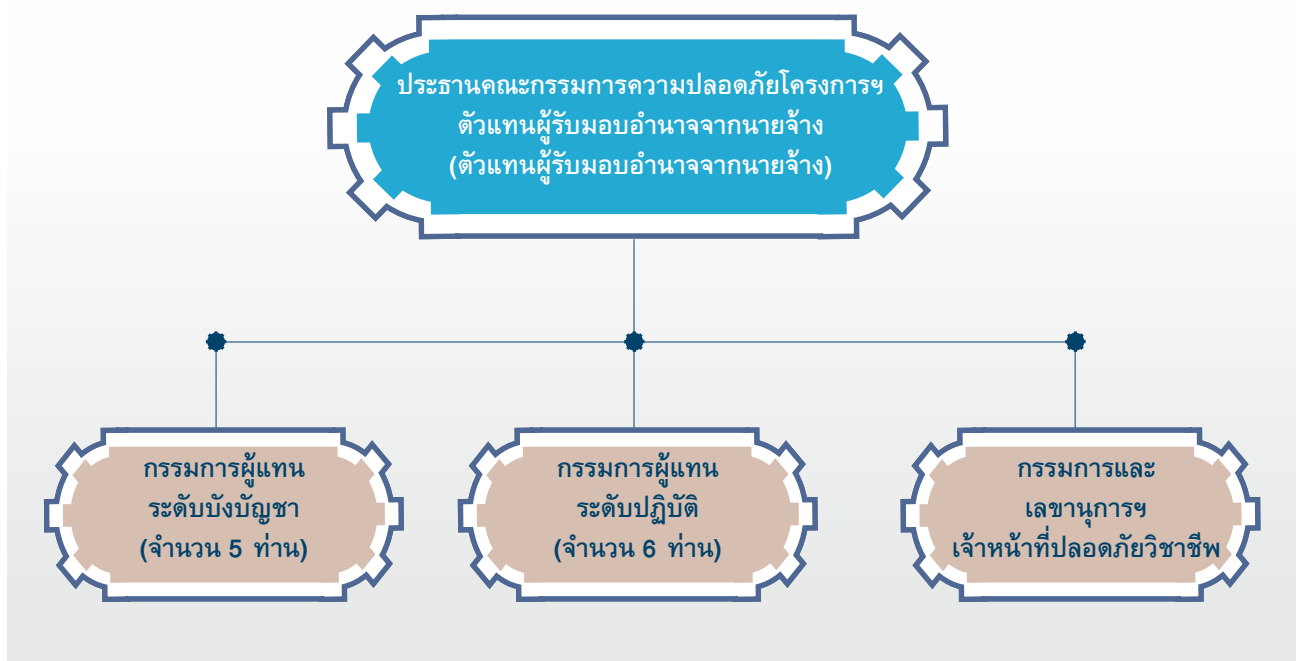 ประธานคณะกรรมการความปลอดภัยโครงการฯ
ตัวแทนผู้รับมอบอำนาจจากนายจ้าง
(ตัวแทนผู้รับมอบอำนาจจากนายจ้าง)
กรรมการผู้แทน
ระดับบังบัญชา
(จำนวน 5 ท่าน)
กรรมการผู้แทน
ระดับปฏิบัติ
(จำนวน 6 ท่าน)
กรรมการและ
เลขานุการฯ
เจ้าหน้าที่ปลอดภัยวิชาชีพ